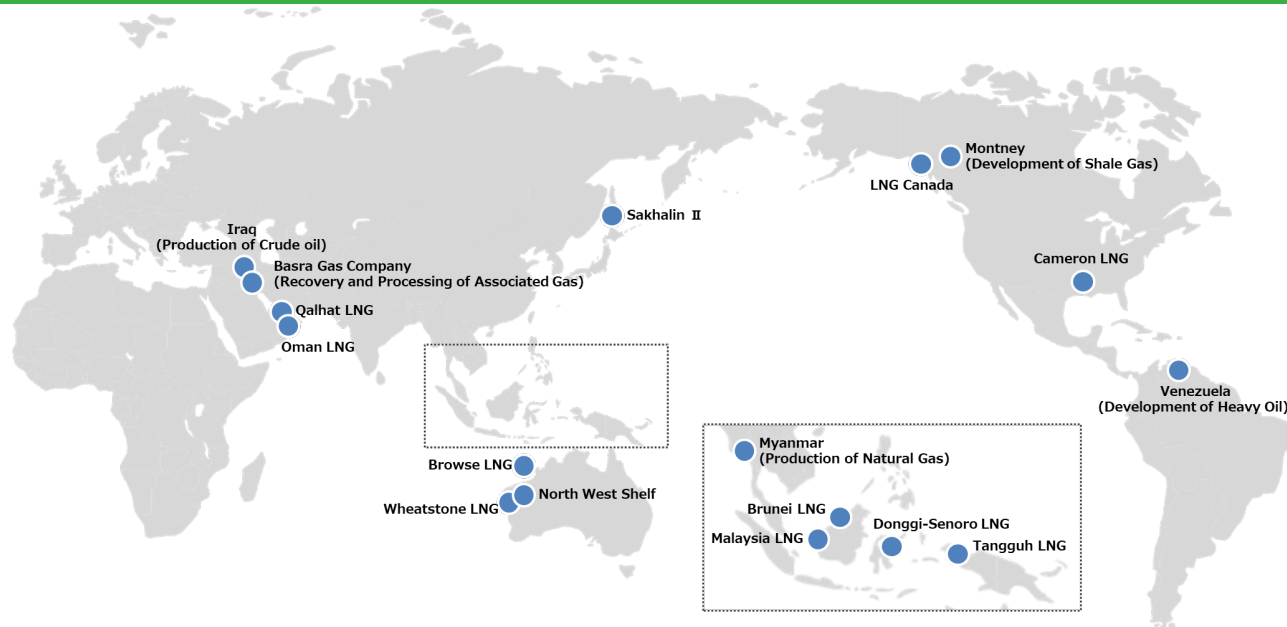 Montney
(Development of Shale Gas)
LNG Canada
Sakhalin Ⅱ
Iraq
(Production of Crude oil)
Basra Gas Company
(Recovery and Processing of Associated Gas)
Cameron LNG
Qalhat LNG
Oman LNG
Venezuela
(Development of Heavy Oil)
Myanmar
(Production of Natural Gas)
Browse LNG
North West Shelf
Wheatstone LNG
Brunei LNG
Donggi-Senoro LNG
Malaysia LNG
Tangguh LNG